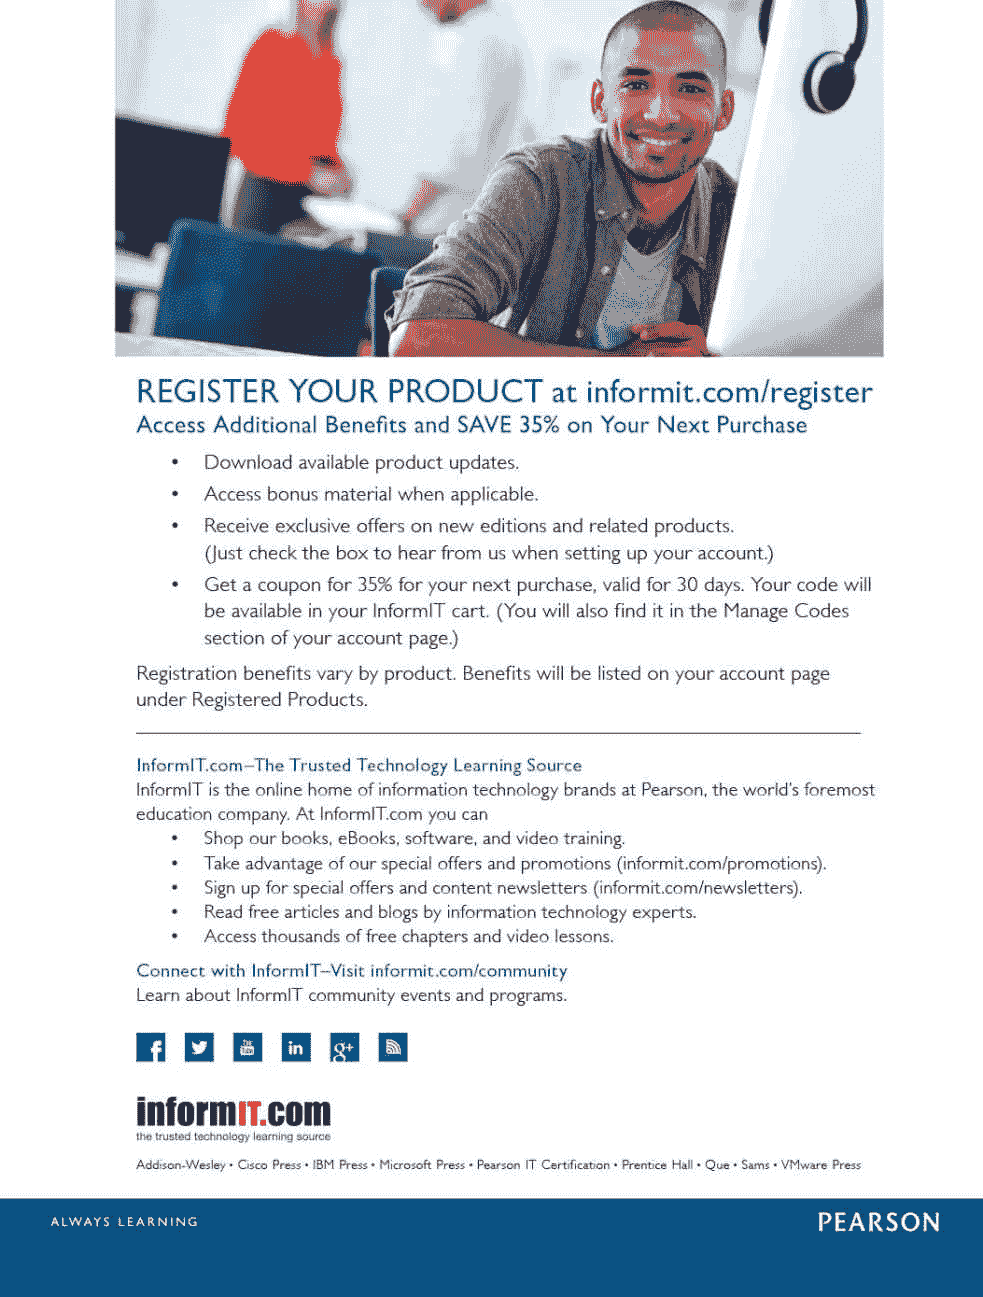 REGISTER YOUR PRODUCT at informit.com/register
Access Additional Benefits and SAVE 35% on Your Next Purchase
• Download available product updates.
• Access bonus material when applicable.
• Receive exclusive offers on new editions and related products.
(Just check the box to hear from us when setting up your account.)
• Get a coupon for 35% for your next purchase, valid for 30 days. Your code will
be available in your InformIT cart. (You will also find it in the Manage Codes
section of your account page.)
Registration benefits vary by product. Benefits will be listed on your account page
under Registered Products.
InformIT.com–The Trusted Technology Learning Source
InformIT is the online home of information technology brands at Pearson, the world's foremost
education company. At InformIT.com you can
• Shop our books, eBooks, software, and video training.
• Take advantage of our special offers and promotions (informit.com/promotions).
• Sign up for special offers and content newsletters (informit.com/newsletters).
• Read free articles and blogs by information technology experts.
• Access thousands of free chapters and video lessons.
Connect with InformIT–Visit informit.com/community
Learn about InformIT community events and programs.
f You Tube in g+
informIT.com
the trusted technology learning source
Addison-Wesley • Cisco Press • IBM Press • Microsoft Press • Pearson IT Certification • Prentice Hall • Que • Sams • VMware Press
ALWAYS LEARNING PEARSON